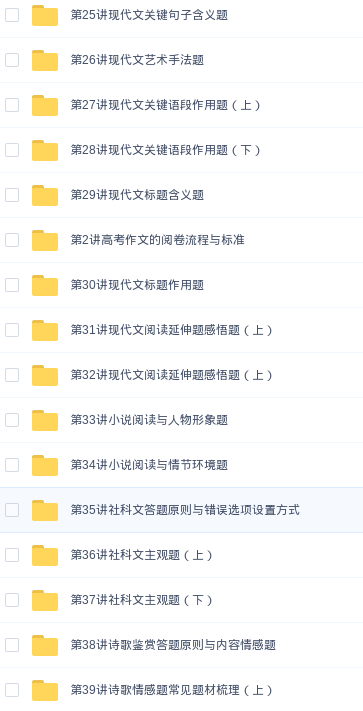 第25讲现代文关键句子含义题
第26讲现代文艺术手法题
第27讲现代文关键语段作用题（上）
第28讲现代文关键语段作用题（下）
第29讲现代文标题含义题
第2讲高考作文的阅卷流程与标准
第30讲现代文标题作用题
第31讲现代文阅读延伸题感悟题（上）
第32讲现代文阅读延伸题感悟题（上）
第33讲小说阅读与人物形象题
第34讲小说阅读与情节环境题
第35讲社科文答题原则与错误选项设置方式
第36讲社科文主观题（上）
第37讲社科文主观题（下）
第38讲诗歌鉴赏答题原则与内容情感题
第39讲诗歌情感题常见题材梳理（上）